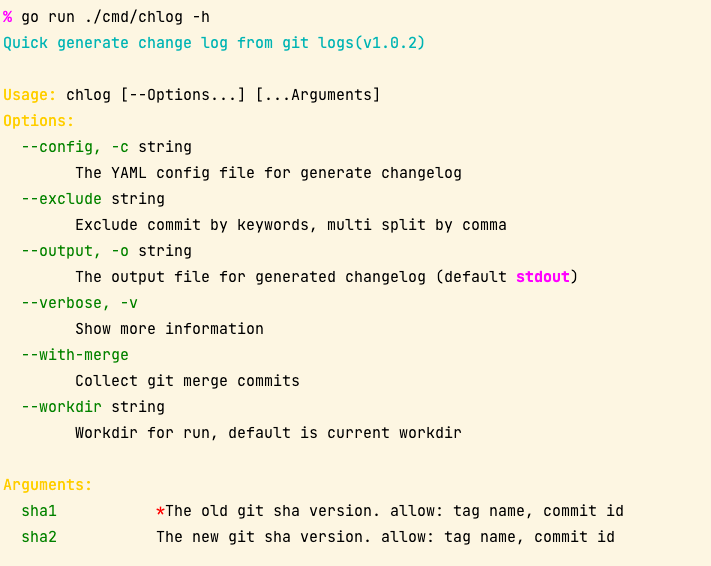 % go run ./cmd/chlog -h
Quick generate change log from git logs(v1.0.2)
Usage: chlog [--Options...] [...Arguments]
Options:
--config, -c string
The YAML config file for generate changelog
--exclude string
Exclude commit by keywords, multi split by comma
--output, -o string
The output file for generated changelog (default stdout)
--verbose, -v
Show more information
--with-merge
Collect git merge commits
--workdir string
Workdir for run, default is current workdir
Arguments:
sha1 *The old git sha version. allow: tag name, commit id
sha2 The new git sha version. allow: tag name, commit id